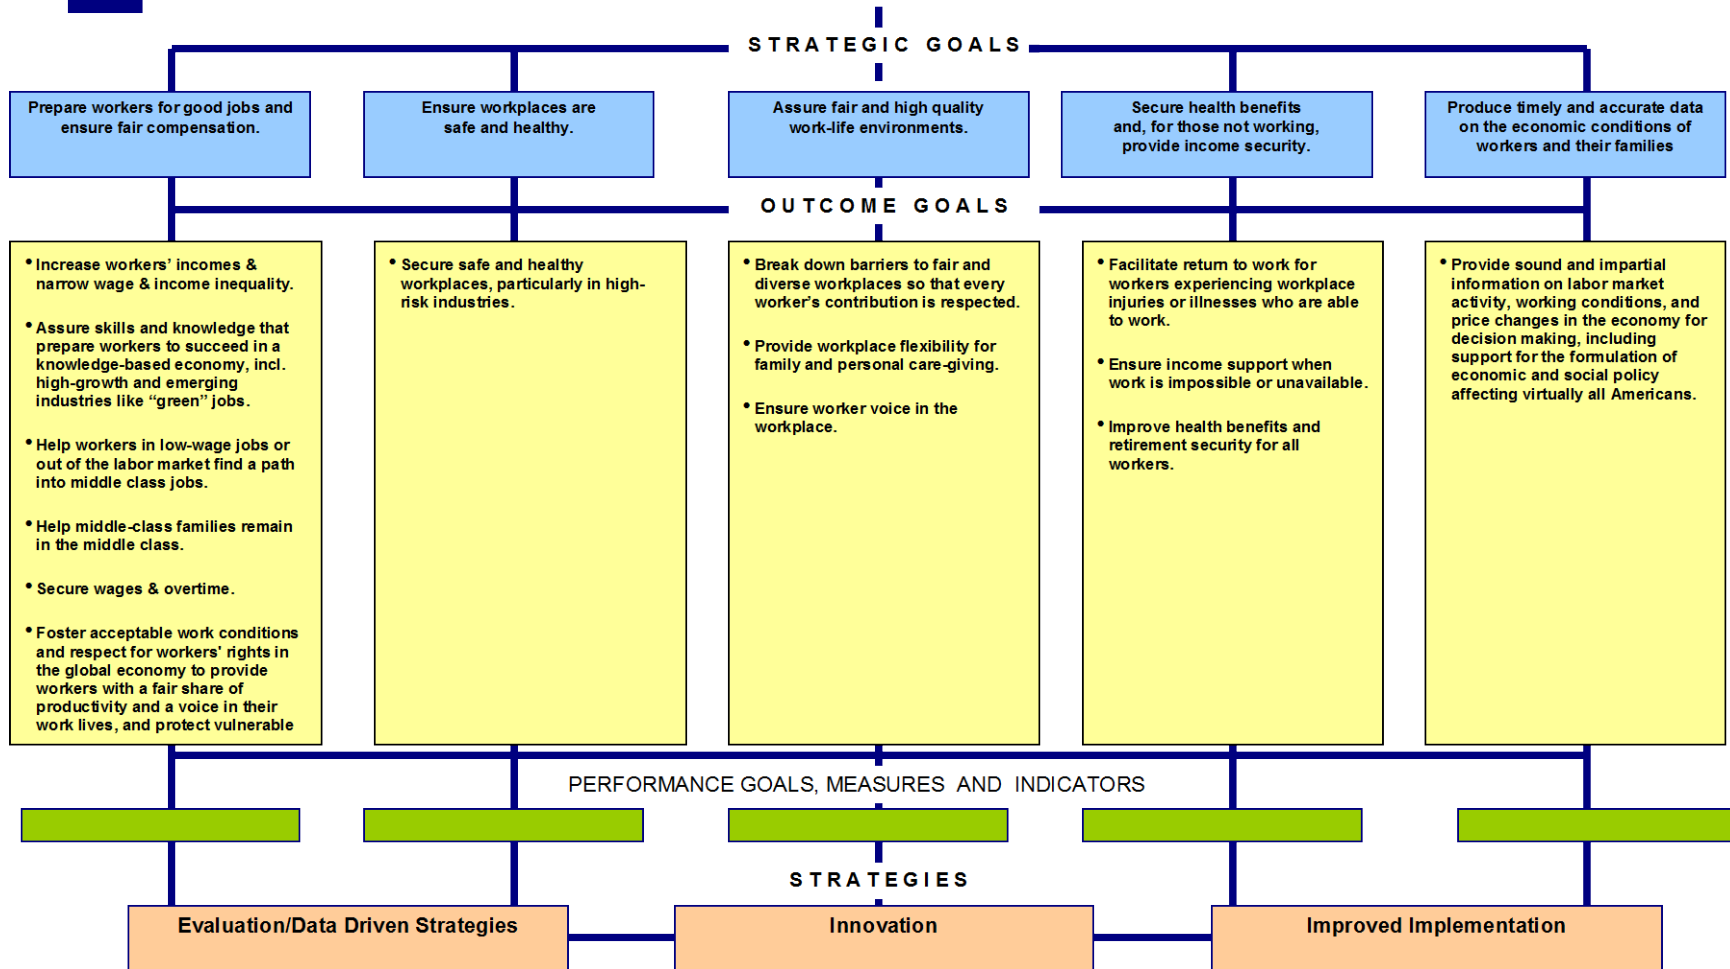 STRATEGIC GOALS
Prepare workers for good jobs and
ensure fair compensation.
Ensure workplaces are
safe and healthy.
Assure fair and high quality
work-life environments.
Secure health benefits
and, for those not working,
provide income security.
Produce timely and accurate data
on the economic conditions of
workers and their families
OUTCOME GOALS
• Increase workers’ incomes &
narrow wage & income inequality.
• Assure skills and knowledge that
prepare workers to succeed in a
knowledge-based economy, incl.
high-growth and emerging
industries like “green” jobs.
• Help workers in low-wage jobs or
out of the labor market find a path
into middle class jobs.
• Help middle-class families remain
in the middle class.
• Secure wages & overtime.
• Foster acceptable work conditions
and respect for workers' rights in
the global economy to provide
workers with a fair share of
productivity and a voice in their
work lives, and protect vulnerable
• Secure safe and healthy
workplaces, particularly in high-
risk industries.
• Break down barriers to fair and
diverse workplaces so that every
worker’s contribution is respected.
• Provide workplace flexibility for
family and personal care-giving.
• Ensure worker voice in the
workplace.
• Facilitate return to work for
workers experiencing workplace
injuries or illnesses who are able
to work.
• Ensure income support when
work is impossible or unavailable.
• Improve health benefits and
retirement security for all
workers.
• Provide sound and impartial
information on labor market
activity, working conditions, and
price changes in the economy for
decision making, including
support for the formulation of
economic and social policy
affecting virtually all Americans.
PERFORMANCE GOALS, MEASURES AND INDICATORS
STRATEGIES
Evaluation/Data Driven Strategies
Innovation
Improved Implementation